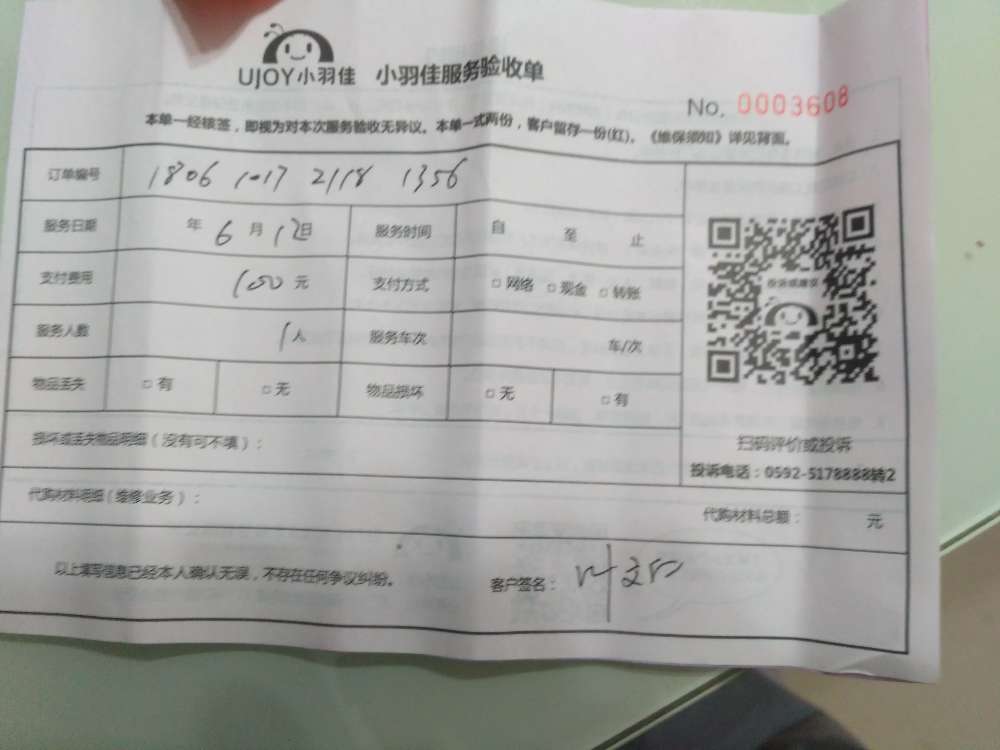 UJOY小羽佳 小羽佳服务验收单
No. 0003608
本单一经核签，即视为对本次服务验收无异议。本单一式两份，客户留存一份(红)。《维保须知》详见背面。
订单编号 1806 1017 2118 1356
服务日期 年 6 月 12 日 服务时间 自 至 止
支付费用 100 元 支付方式 □ 网络 □ 现金 □ 转账
服务人数 1 人 服务车次 车/次
物品丢失 □ 有 □ 无 物品损坏 □ 无 □ 有
投诉或建议
扫码评价或投诉
投诉电话：0592-5178888转2
损坏或丢失物品明细（没有可不填）：
代购材料明细（维修业务）： 代购材料总额： 元
以上填写信息已经本人确认无误，不存在任何争议纠纷。 客户签名：